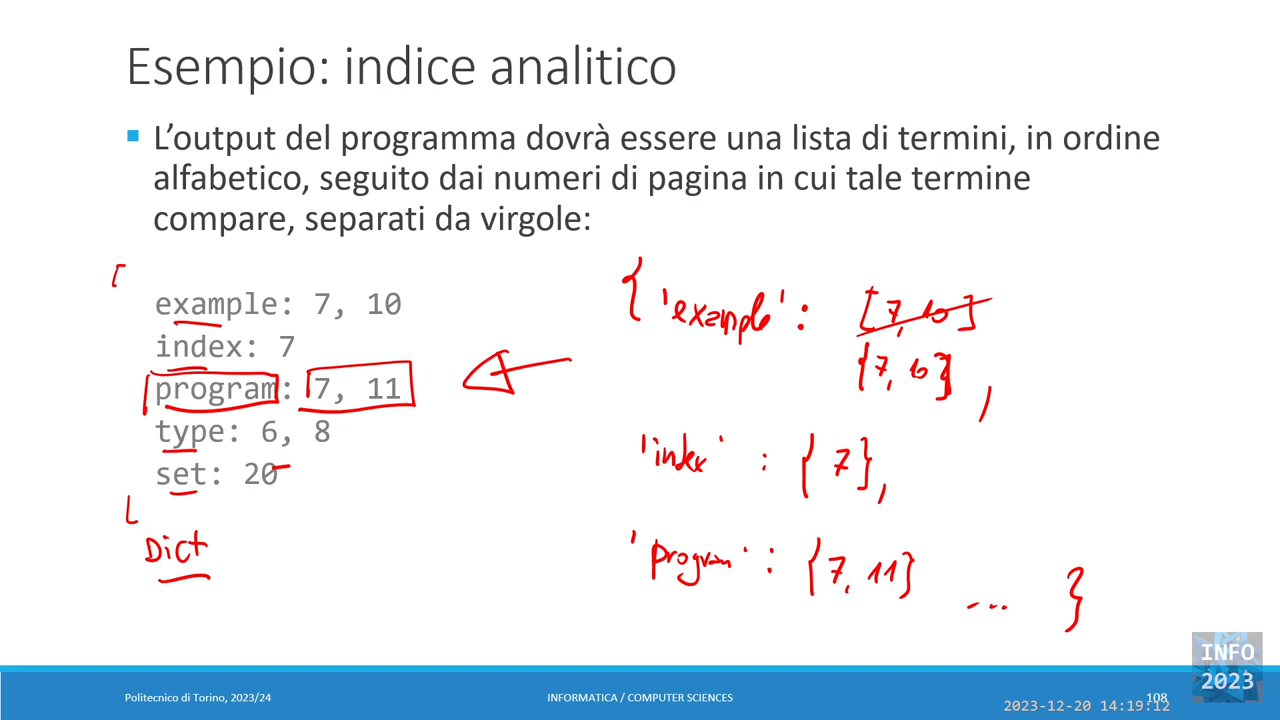 Esempio: indice analitico
L’output del programma dovrà essere una lista di termini, in ordine
alfabetico, seguito dai numeri di pagina in cui tale termine
compare, separati da virgole:
example: 7, 10
index: 7
program: 7, 11
type: 6, 8
set: 20
Dict
{ 'example' : [7, 10]
{7, 10} ,
'index' : {7},
'program' : {7, 11} ... }
Politecnico di Torino, 2023/24
INFORMATICA / COMPUTER SCIENCES
108
INFO
2023
2023-12-20 14:19:12